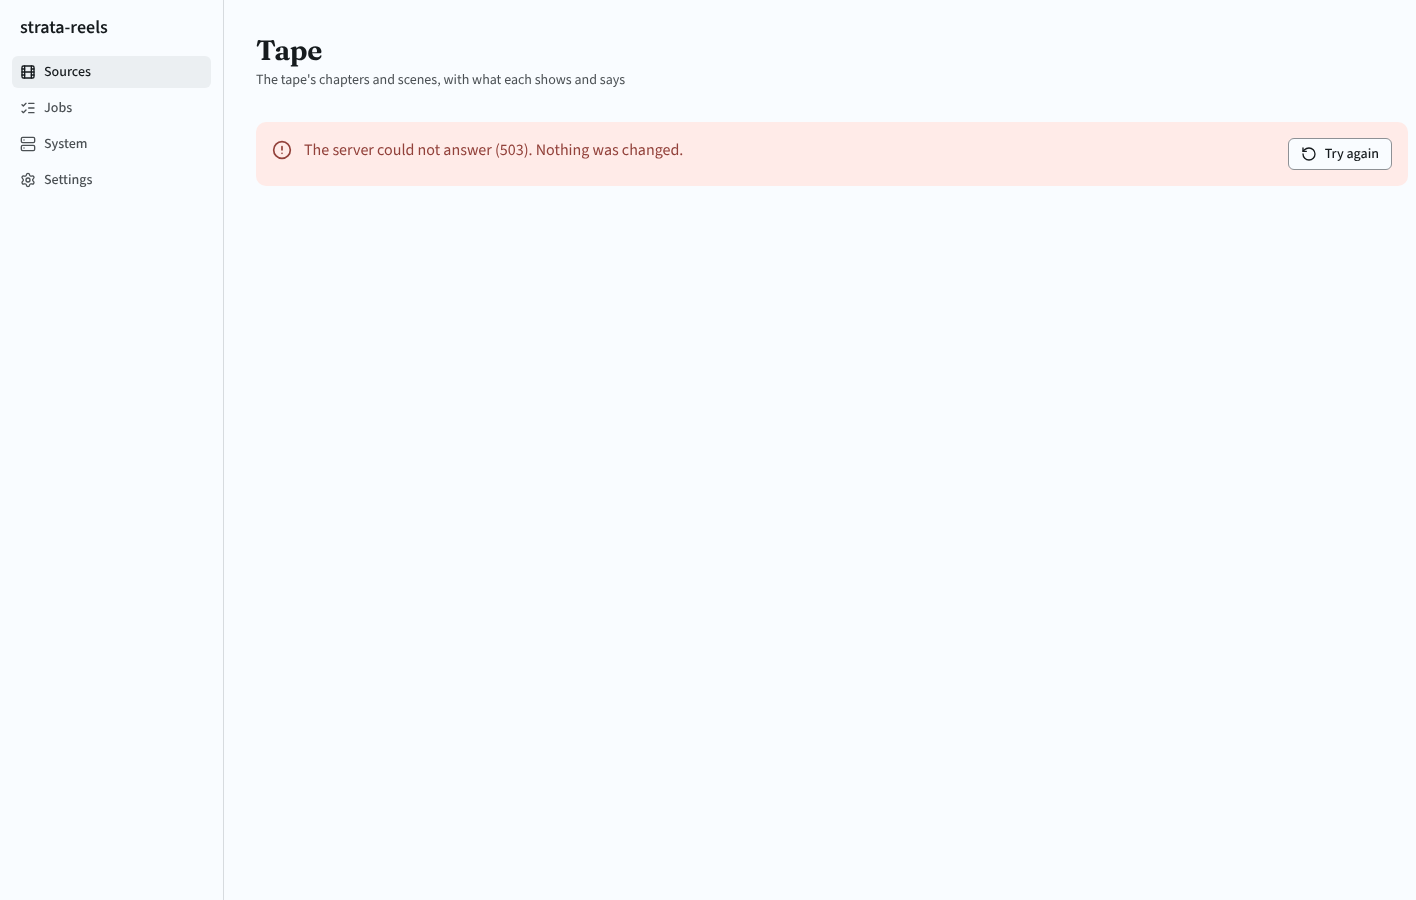 strata-reels
Sources
Jobs
System
Settings
Tape
The tape's chapters and scenes, with what each shows and says
The server could not answer (503). Nothing was changed.
Try again